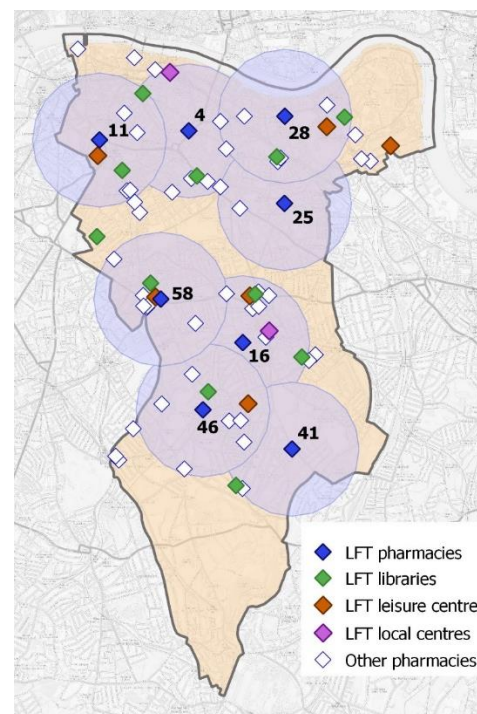 4
11
28
25
58
16
46
41
LFT pharmacies
LFT libraries
LFT leisure centre
LFT local centres
Other pharmacies